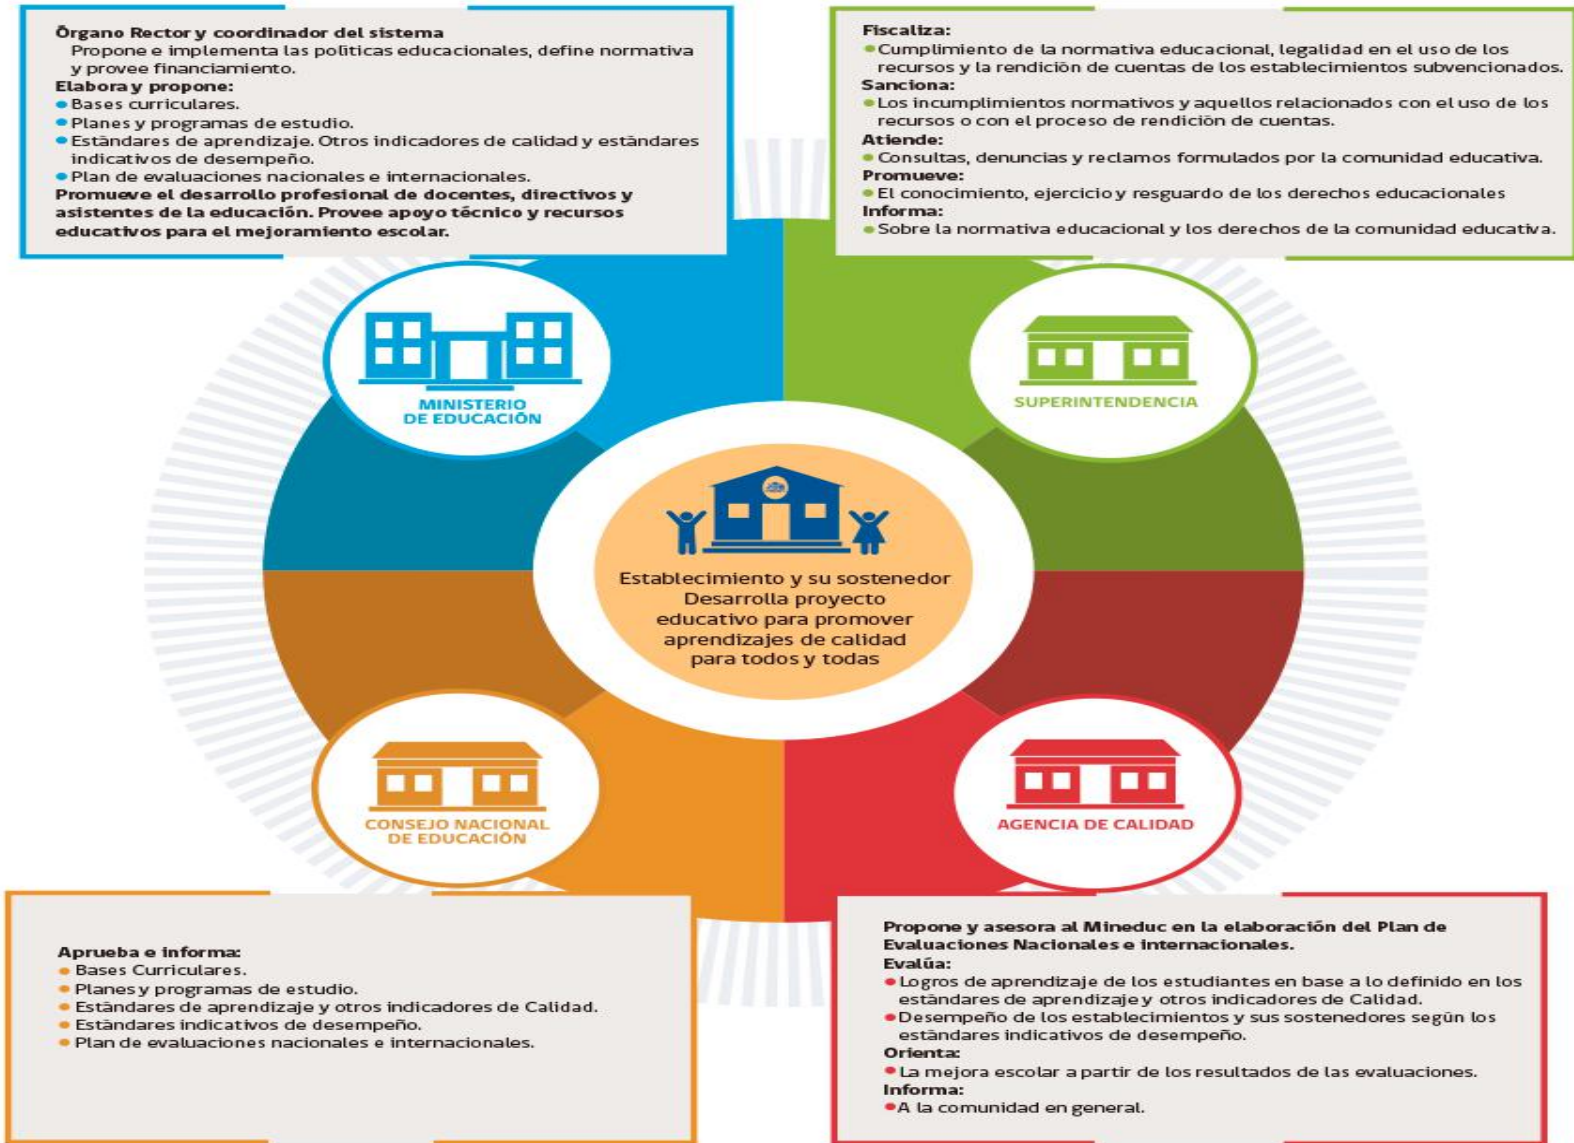 Órgano Rector y coordinador del sistema
Propone e implementa las políticas educacionales, define normativa
y provee financiamiento.
Elabora y propone:
Bases curriculares.
Planes y programas de estudio.
Estándares de aprendizaje. Otros indicadores de calidad y estándares
indicativos de desempeño.
Plan de evaluaciones nacionales e internacionales.
Promueve el desarrollo profesional de docentes, directivos y
asistentes de la educación. Provee apoyo técnico y recursos
educativos para el mejoramiento escolar.
Fiscaliza:
Cumplimiento de la normativa educacional, legalidad en el uso de los
recursos y la rendición de cuentas de los establecimientos subvencionados.
Sanciona:
Los incumplimientos normativos y aquellos relacionados con el uso de los
recursos o con el proceso de rendición de cuentas.
Atiende:
Consultas, denuncias y reclamos formulados por la comunidad educativa.
Promueve:
El conocimiento, ejercicio y resguardo de los derechos educacionales
Informa:
Sobre la normativa educacional y los derechos de la comunidad educativa.
MINISTERIO
DE EDUCACIÓN
SUPERINTENDENCIA
Establecimiento y su sostenedor
Desarrolla proyecto
educativo para promover
aprendizajes de calidad
para todos y todas
CONSEJO NACIONAL
DE EDUCACIÓN
AGENCIA DE CALIDAD
Aprueba e informa:
Bases Curriculares.
Planes y programas de estudio.
Estándares de aprendizaje y otros indicadores de Calidad.
Estándares indicativos de desempeño.
Plan de evaluaciones nacionales e internacionales.
Propone y asesora al Mineduc en la elaboración del Plan de
Evaluaciones Nacionales e internacionales.
Evalúa:
Logros de aprendizaje de los estudiantes en base a lo definido en los
estándares de aprendizaje y otros indicadores de Calidad.
Desempeño de los establecimientos y sus sostenedores según los
estándares indicativos de desempeño.
Orienta:
La mejora escolar a partir de los resultados de las evaluaciones.
Informa:
A la comunidad en general.